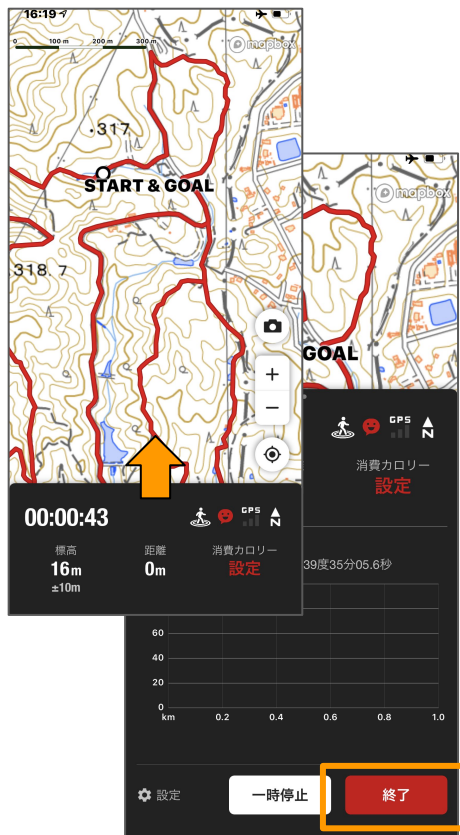 16:19
0 100 m 200 m 300 m
mapbox
317
START & GOAL
318.7
00:00:43
GPS
N
標高
距離
消費カロリー
16m
0m
設定
±10m
mapbox
GOAL
GPS
N
消費カロリー
設定
39度35分05.6秒
60
40
20
0
km 0.2 0.4 0.6 0.8 1.0
設定
一時停止
終了